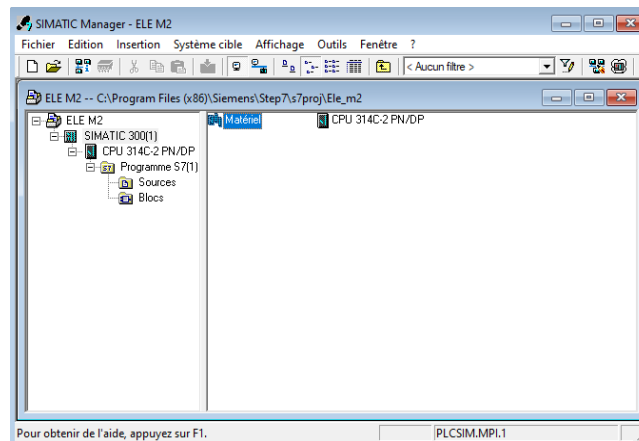 SIMATIC Manager - ELE M2
Fichier Edition Insertion Système cible Affichage Outils Fenêtre ?
< Aucun filtre >
ELE M2 -- C:\Program Files (x86)\Siemens\Step7\s7proj\Ele_m2
ELE M2
SIMATIC 300(1)
CPU 314C-2 PN/DP
Programme S7(1)
Sources
Blocs
Matériel CPU 314C-2 PN/DP
Pour obtenir de l'aide, appuyez sur F1. PLCSIM.MPI.1